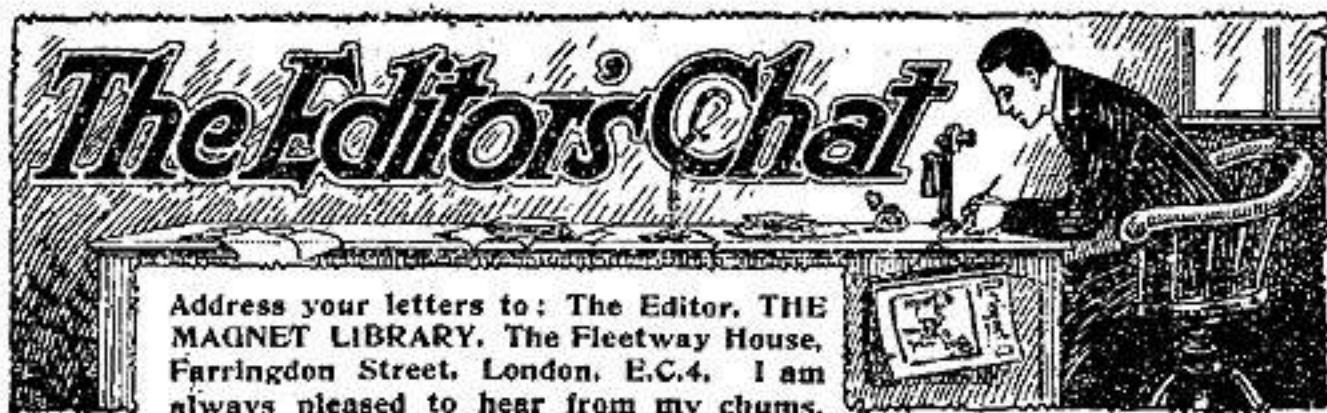 The Editor's Chat
Address your letters to: The Editor, THE
MAGNET LIBRARY, The Fleetway House,
Farringdon Street, London, E.C.4. I am
always pleased to hear from my chums.